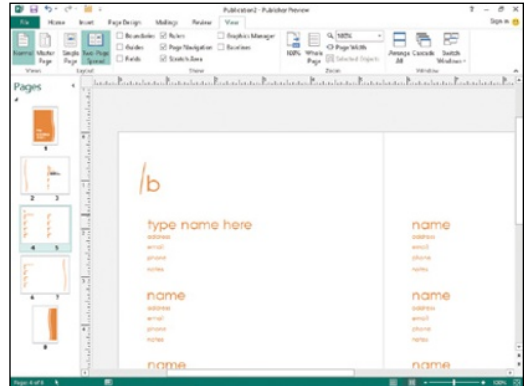 Publication2 - Publisher Preview
File Home Insert Page Design Mailings Review View
Sign in
Normal Master Page Single Page Two-Page Spread
Boundaries Rulers Graphics Manager
Guides Page Navigation Baselines
Fields Scratch Area
100% Whole Page 100%
Page Width
Selected Objects
Arrange All Cascade Switch Windows
Views Layout Show Zoom Window
Pages
1
2 3
4 5
6 7
8
/b
type name here name
address address
email email
phone phone
notes notes
name name
address address
email email
phone phone
notes notes
name name
Page: 4 of 8 100%